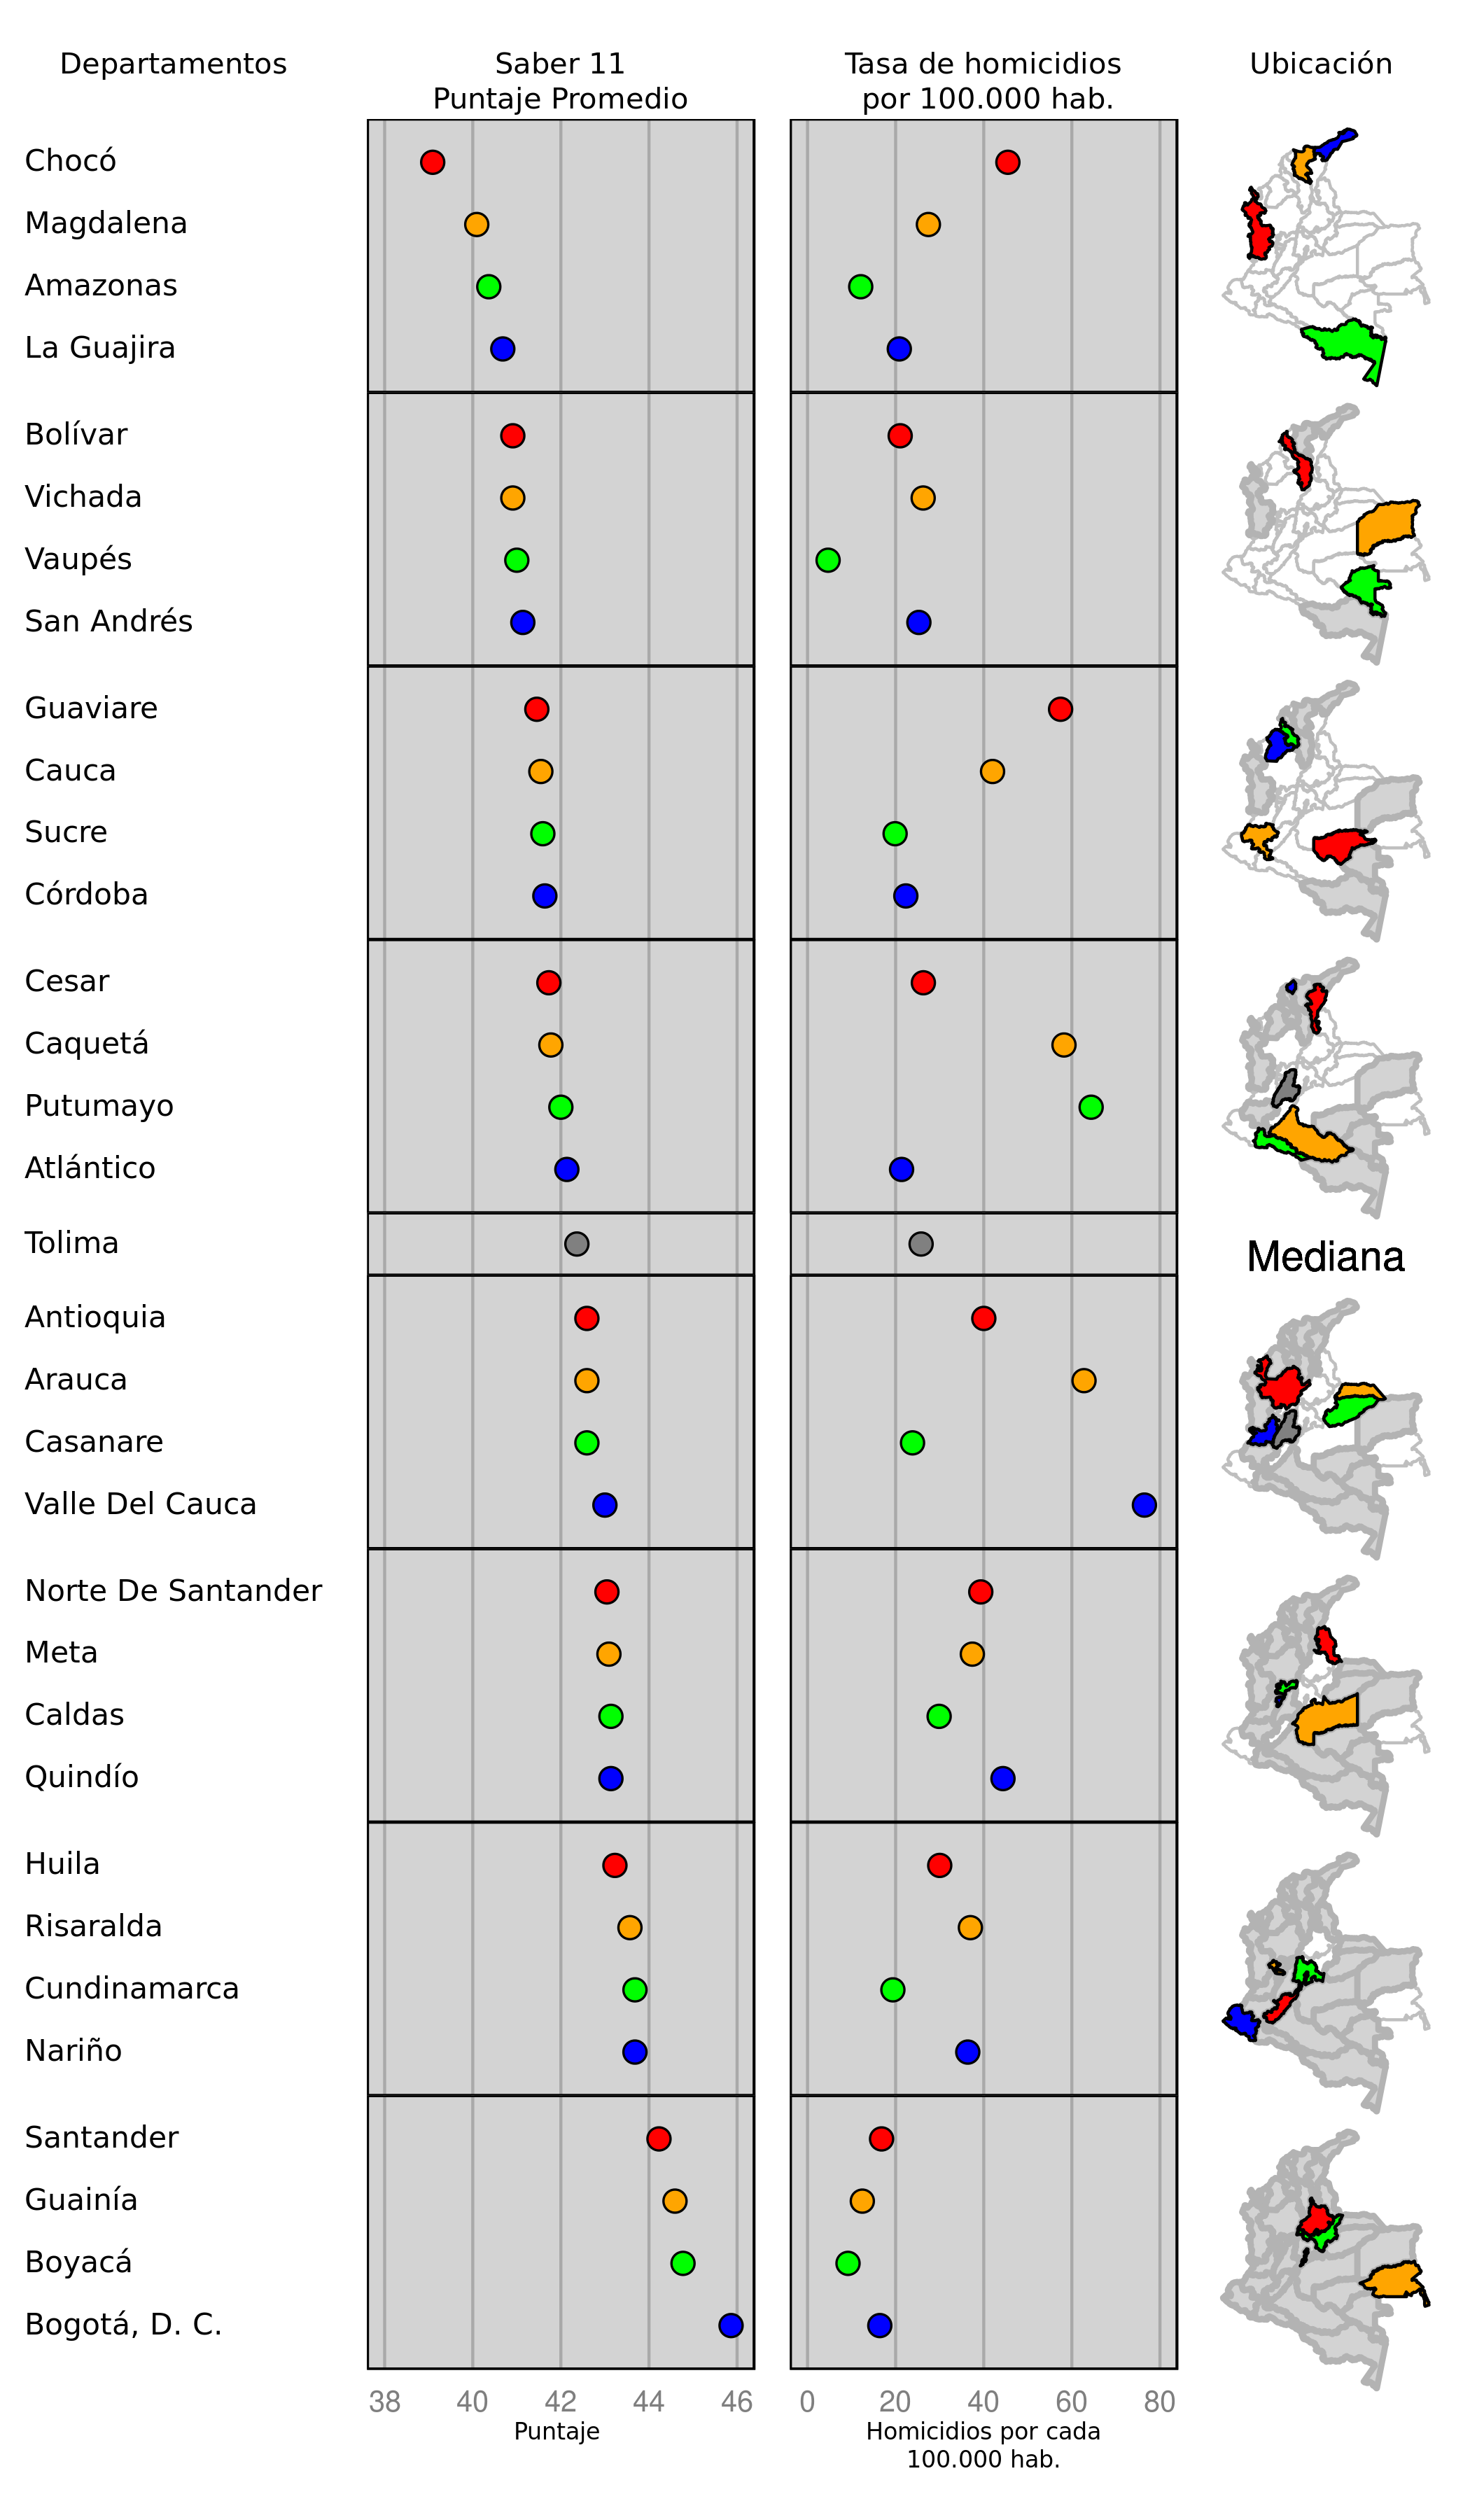 Departamentos
Saber 11
Puntaje Promedio
Tasa de homicidios
por 100.000 hab.
Ubicación
Chocó
Magdalena
Amazonas
La Guajira
Bolívar
Vichada
Vaupés
San Andrés
Guaviare
Cauca
Sucre
Córdoba
Cesar
Caquetá
Putumayo
Atlántico
Tolima
Mediana
Antioquia
Arauca
Casanare
Valle Del Cauca
Norte De Santander
Meta
Caldas
Quindío
Huila
Risaralda
Cundinamarca
Nariño
Santander
Guainía
Boyacá
Bogotá, D. C.
38 40 42 44 46
Puntaje
0 20 40 60 80
Homicidios por cada
100.000 hab.